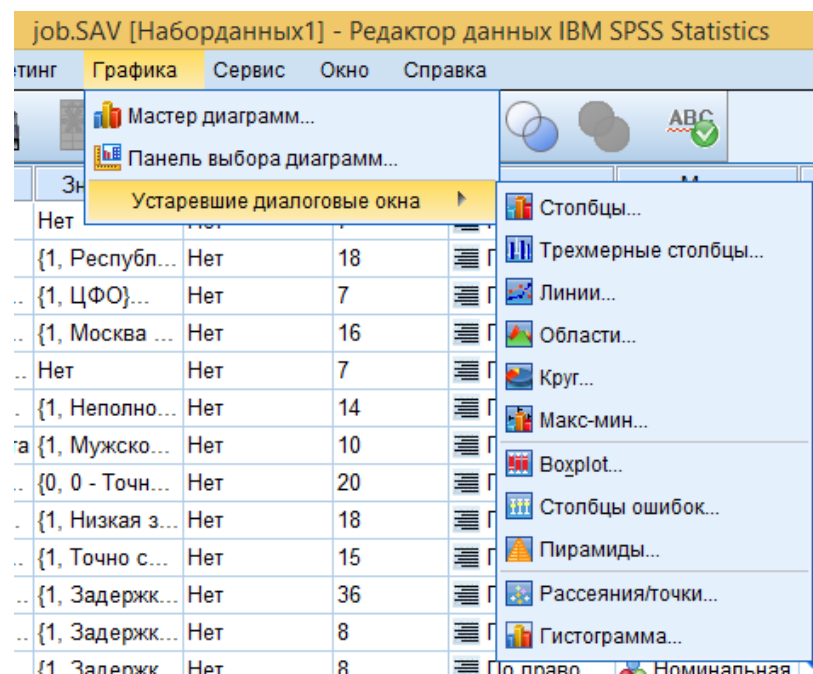 job.SAV [Наборданных1] - Редактор данных IBM SPSS Statistics
Графика Сервис Окно Справка
Мастер диаграмм...
ABC
Панель выбора диаграмм...
Устаревшие диалоговые окна
Столбцы...
Нет
Трехмерные столбцы...
{1, Республ... Нет 18
Линии...
{1, ЦФО}... Нет 7
Области...
{1, Москва ... Нет 16
Круг...
Нет Нет 7
Макс-мин...
{1, Неполно... Нет 14
{1, Мужско... Нет 10
Boxplot...
{0, 0 - Точн... Нет 20
Столбцы ошибок...
{1, Низкая з... Нет 18
Пирамиды...
{1, Точно с... Нет 15
Рассеяния/точки...
{1, Задержк... Нет 36
Гистограмма...
{1, Задержк... Нет 8
{1, Задержк... Нет 8 По право... Номинальная